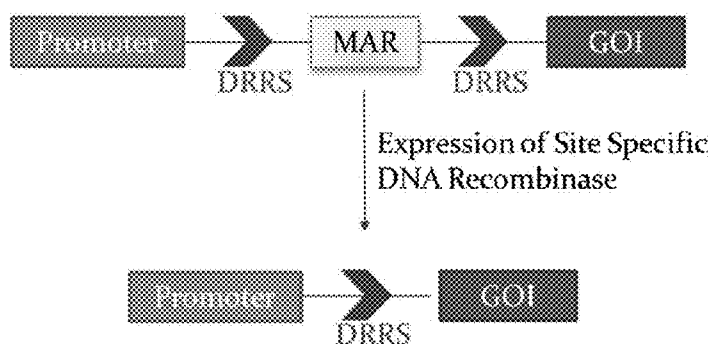 Promoter MAR GOI
DRRS DRRS
Expression of Site Specific
DNA Recombinase
Promoter GOI
DRRS